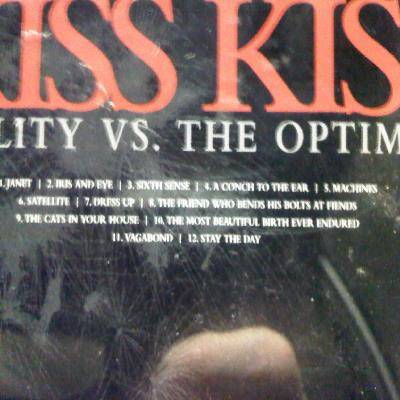 KISS KIS
LITY VS. THE OPTIM
1. JANET | 2. IRIS AND EYE | 3. SIXTH SENSE | 4. A CONCH TO THE EAR | 5. MACHINES
6. SATELLITE | 7. DRESS UP | 8. THE FRIEND WHO BENDS HIS BOLTS AT FIENDS
9. THE CATS IN YOUR HOUSE | 10. THE MOST BEAUTIFUL BIRTH EVER ENDURED
11. VAGABOND | 12. STAY THE DAY